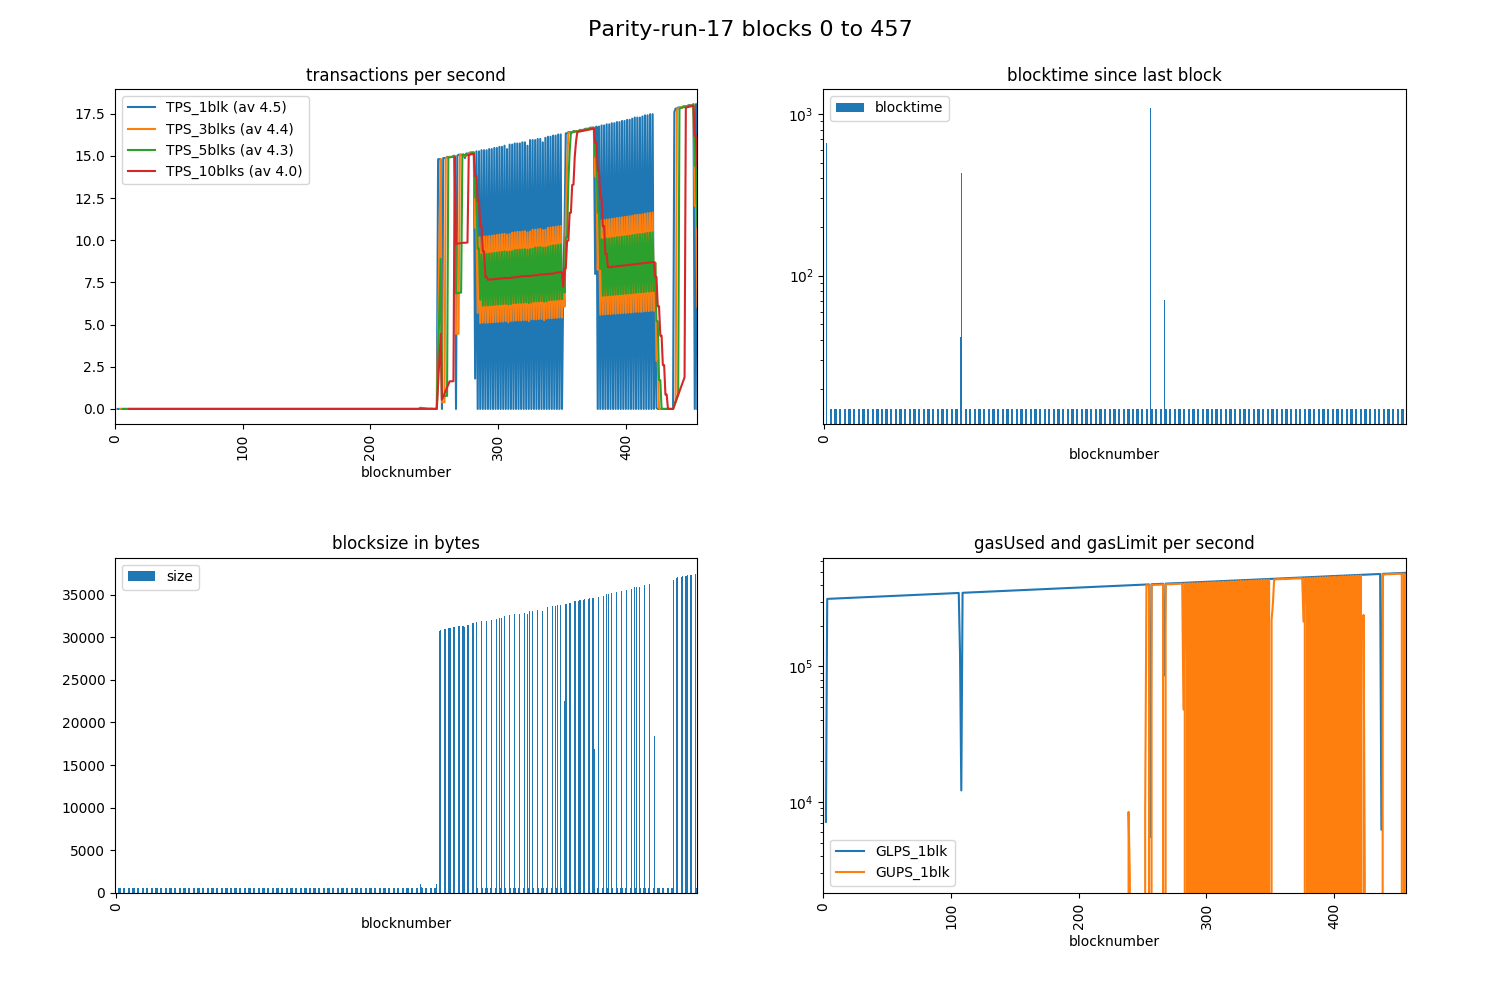 Parity-run-17 blocks 0 to 457
transactions per second
TPS_1blk (av 4.5)
TPS_3blks (av 4.4)
TPS_5blks (av 4.3)
TPS_10blks (av 4.0)
17.5
15.0
12.5
10.0
7.5
5.0
2.5
0.0
0
100
200
300
400
blocknumber
blocktime since last block
blocktime
10³
10²
0
blocknumber
blocksize in bytes
size
35000
30000
25000
20000
15000
10000
5000
0
0
blocknumber
gasUsed and gasLimit per second
10⁵
10⁴
GLPS_1blk
GUPS_1blk
0
100
200
300
400
blocknumber